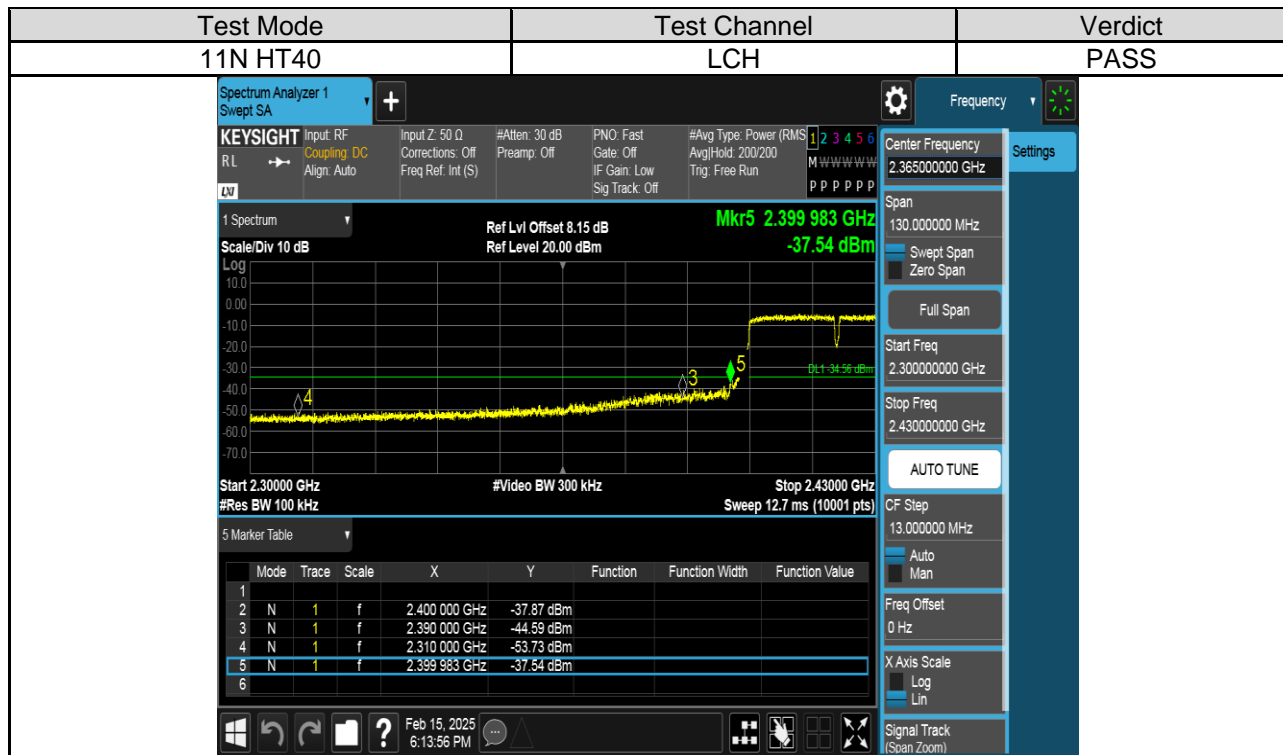 Test Mode Test Channel Verdict
11N HT40 LCH PASS
Spectrum Analyzer 1
Swept SA
+
Frequency
KEYSIGHT Input: RF Input Z: 50 Ω #Atten: 30 dB PNO: Fast #Avg Type: Power (RMS 1 2 3 4 5 6
RL Coupling: DC Corrections: Off Preamp: Off Gate: Off Avg|Hold: 200/200 M W W W W W
Align: Auto Freq Ref: Int (S) IF Gain: Low Trig: Free Run
LXI Sig Track: Off P P P P P P
1 Spectrum
Ref Lvl Offset 8.15 dB Mkr5 2.399 983 GHz
Scale/Div 10 dB Ref Level 20.00 dBm -37.54 dBm
Log
10.0
0.00
-10.0
-20.0
-30.0
-40.0
-50.0
-60.0
-70.0
DL1 -34.56 dBm
4
3
5
Start 2.30000 GHz #Video BW 300 kHz Stop 2.43000 GHz
#Res BW 100 kHz Sweep 12.7 ms (10001 pts)
5 Marker Table
Mode Trace Scale X Y Function Function Width Function Value
1
2 N 1 f 2.400 000 GHz -37.87 dBm
3 N 1 f 2.390 000 GHz -44.59 dBm
4 N 1 f 2.310 000 GHz -53.73 dBm
5 N 1 f 2.399 983 GHz -37.54 dBm
6
Center Frequency
2.365000000 GHz
Settings
Span
130.000000 MHz
Swept Span
Zero Span
Full Span
Start Freq
2.300000000 GHz
Stop Freq
2.430000000 GHz
AUTO TUNE
CF Step
13.000000 MHz
Auto
Man
Freq Offset
0 Hz
X Axis Scale
Log
Lin
Signal Track
(Span Zoom)
?
Feb 15, 2025
6:13:56 PM